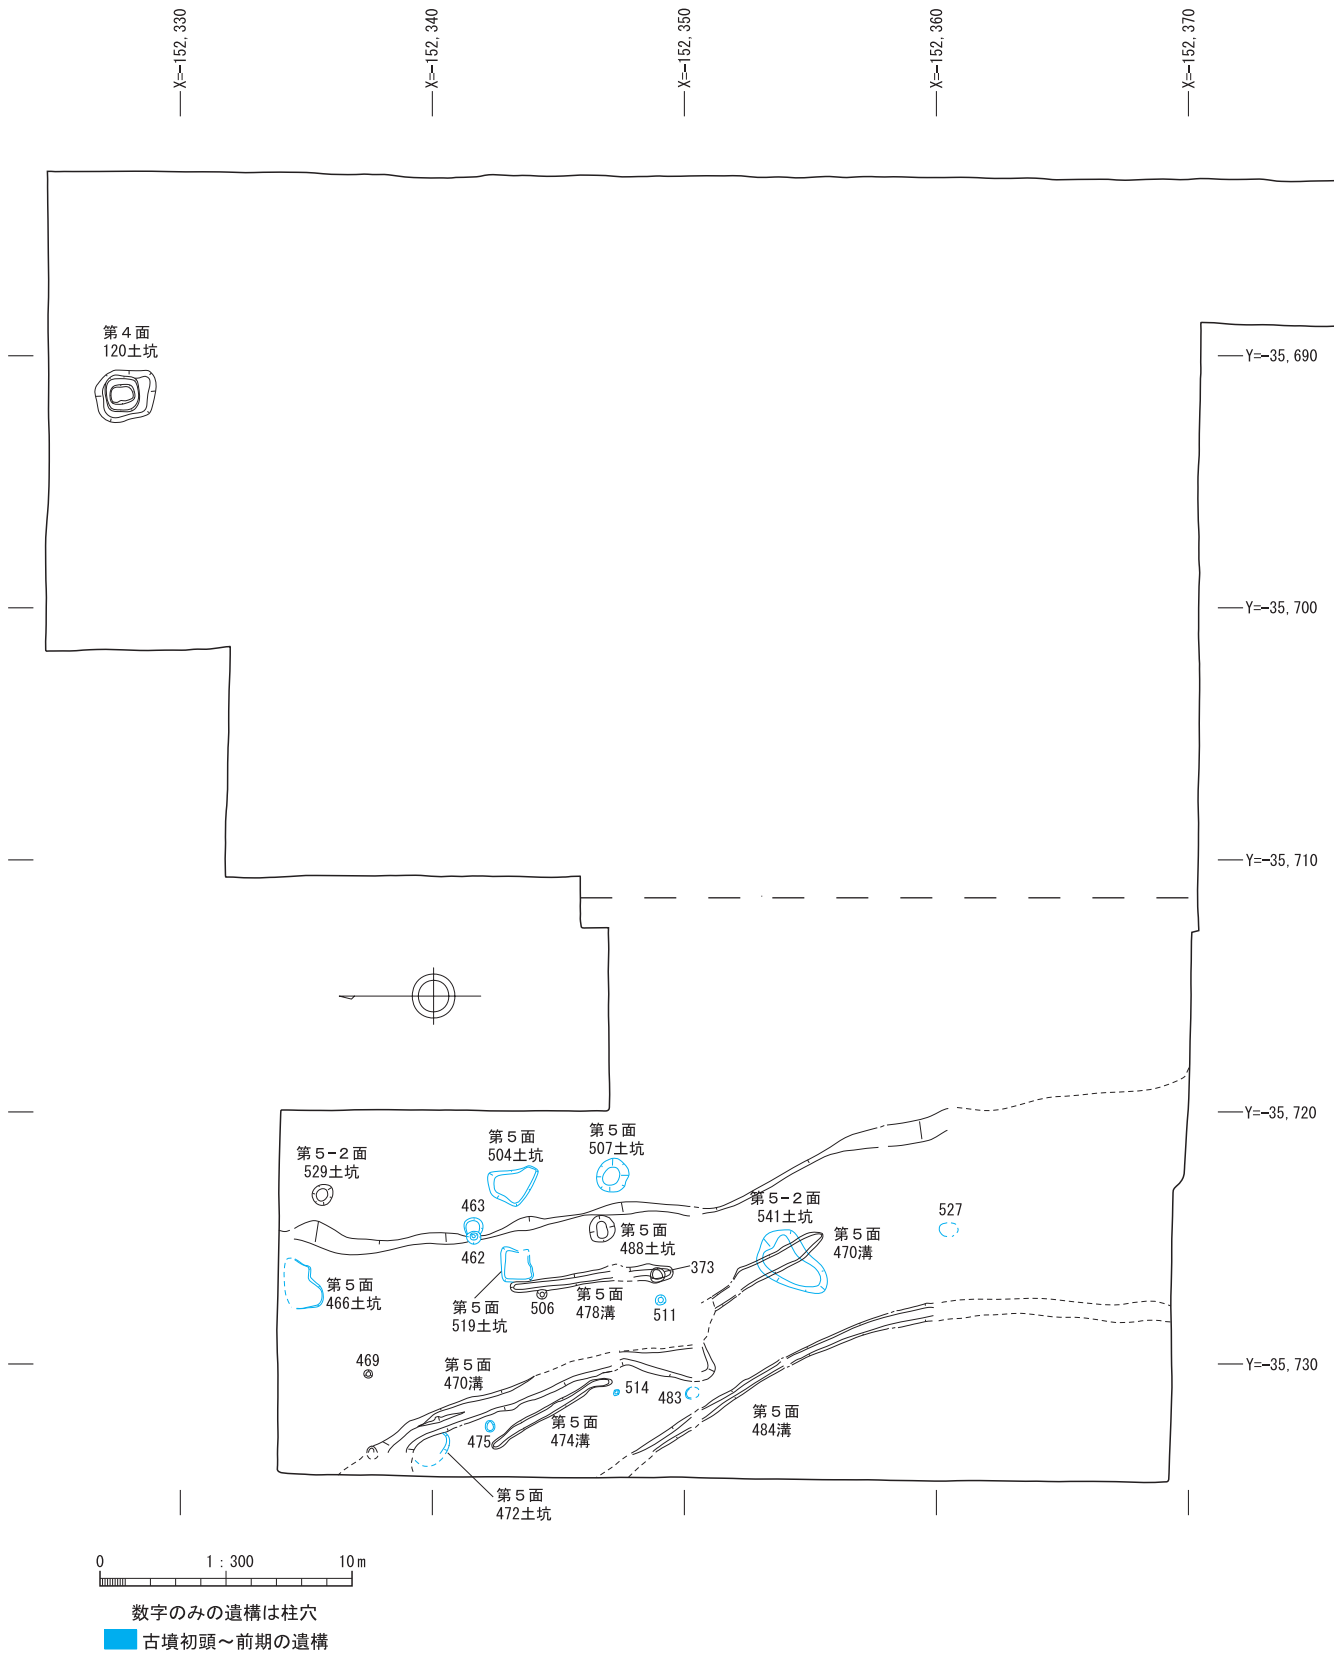 X=-152,330
X=-152,340
X=-152,350
X=-152,360
X=-152,370
第４面
120土坑
Y=-35,690
Y=-35,700
Y=-35,710
Y=-35,720
第５-２面
529土坑
第５面
504土坑
第５面
507土坑
463
462
第５面
488土坑
第５-２面
541土坑
527
第５面
470溝
373
第５面
466土坑
第５面
519土坑
506
第５面
478溝
511
Y=-35,730
469
第５面
470溝
514
483
475
第５面
474溝
第５面
484溝
第５面
472土坑
0
1：300
10m
数字のみの遺構は柱穴
古墳初頭～前期の遺構